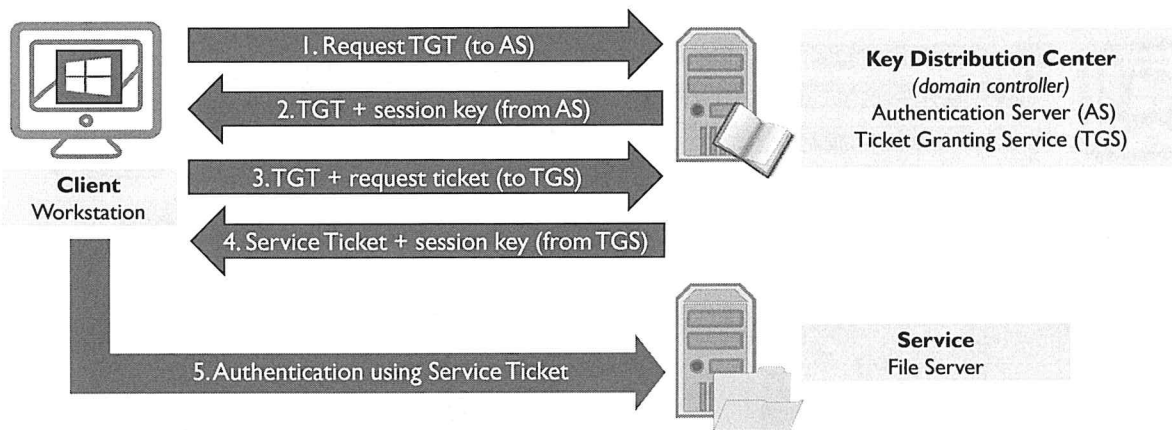 1. Request TGT (to AS)
2. TGT + session key (from AS)
3. TGT + request ticket (to TGS)
4. Service Ticket + session key (from TGS)
5. Authentication using Service Ticket
Client
Workstation
Key Distribution Center
(domain controller)
Authentication Server (AS)
Ticket Granting Service (TGS)
Service
File Server